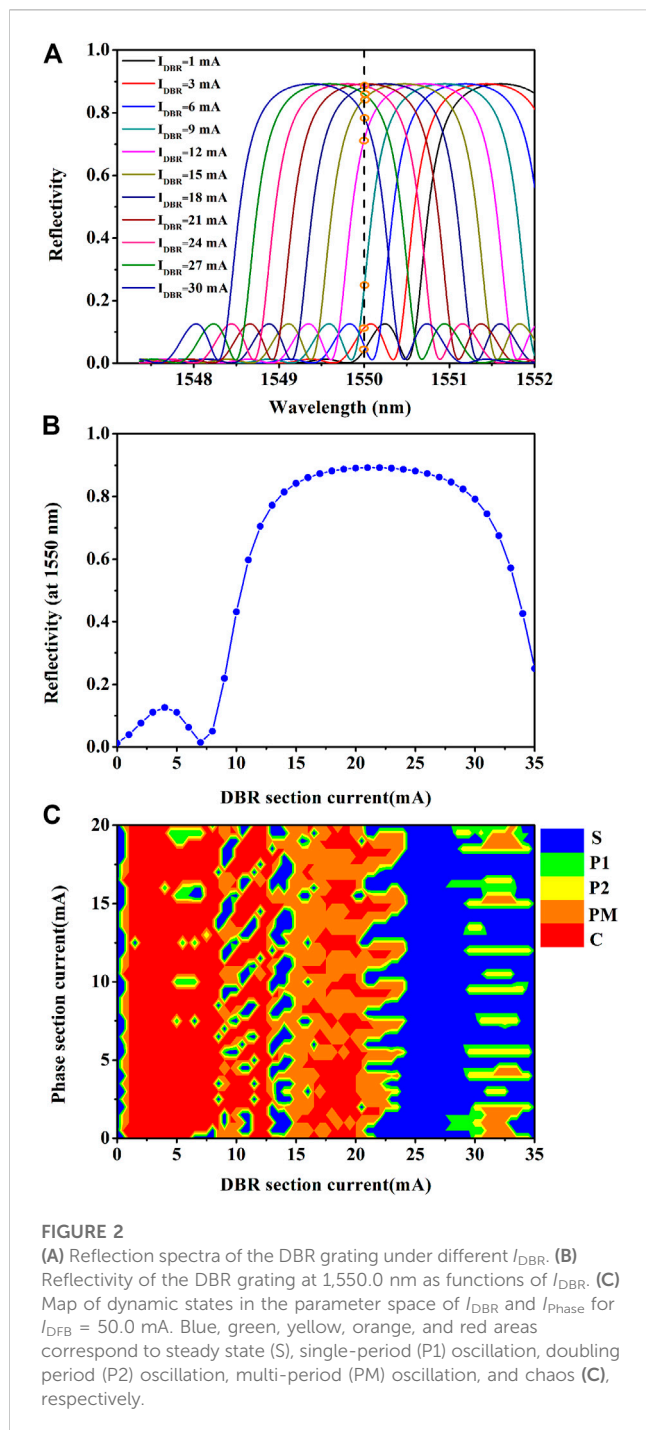 A
1.0
0.8
0.6
0.4
0.2
0.0
Reflectivity
I_DBR=1 mA
I_DBR=3 mA
I_DBR=6 mA
I_DBR=9 mA
I_DBR=12 mA
I_DBR=15 mA
I_DBR=18 mA
I_DBR=21 mA
I_DBR=24 mA
I_DBR=27 mA
I_DBR=30 mA
1548 1549 1550 1551 1552
Wavelength (nm)
B
1.0
0.8
0.6
0.4
0.2
0.0
Reflectivity (at 1550 nm)
0 5 10 15 20 25 30 35
DBR section current(mA)
C
20
15
10
5
0
Phase section current(mA)
S
P1
P2
PM
C
0 5 10 15 20 25 30 35
DBR section current(mA)
FIGURE 2
(A) Reflection spectra of the DBR grating under different I_DBR. (B)
Reflectivity of the DBR grating at 1,550.0 nm as functions of I_DBR. (C)
Map of dynamic states in the parameter space of I_DBR and I_Phase for
I_DFB = 50.0 mA. Blue, green, yellow, orange, and red areas
correspond to steady state (S), single-period (P1) oscillation, doubling
period (P2) oscillation, multi-period (PM) oscillation, and chaos (C),
respectively.